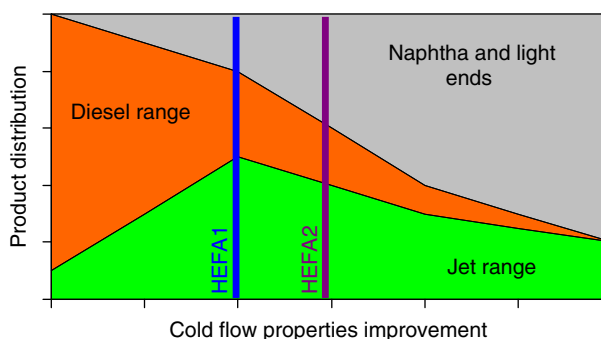 Naphtha and light
ends
Diesel range
Product distribution
HEFA1
HEFA2
Jet range
Cold flow properties improvement